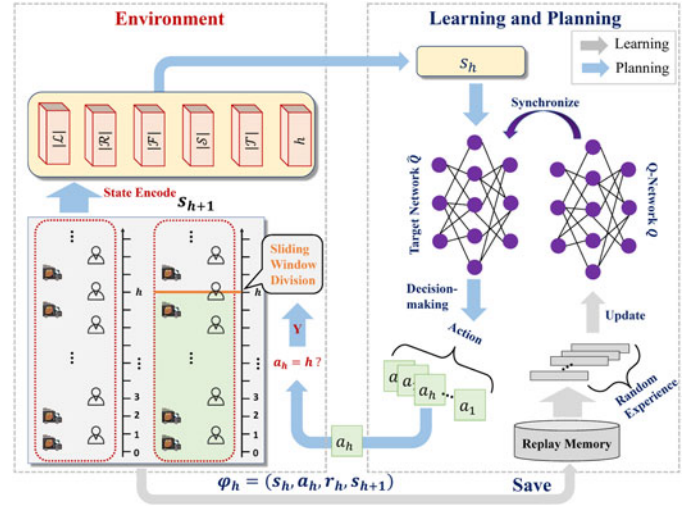 Environment
Learning and Planning
Learning
Planning
s_h
Synchronize
|ℒ|
|ℛ|
|ℱ|
|𝒮|
|𝒯|
h
State Encode
s_{h+1}
Target Network Q̂
Q-Network
Q
Sliding
Window
Division
Decision-
making
Action
Update
Y
a_h = h ?
a
a
a_h
...
a_1
a_h
Random
Experience
Replay Memory
...
h
...
3
2
1
0
...
h
...
3
2
1
0
φ_h = (s_h, a_h, r_h, s_{h+1})
Save